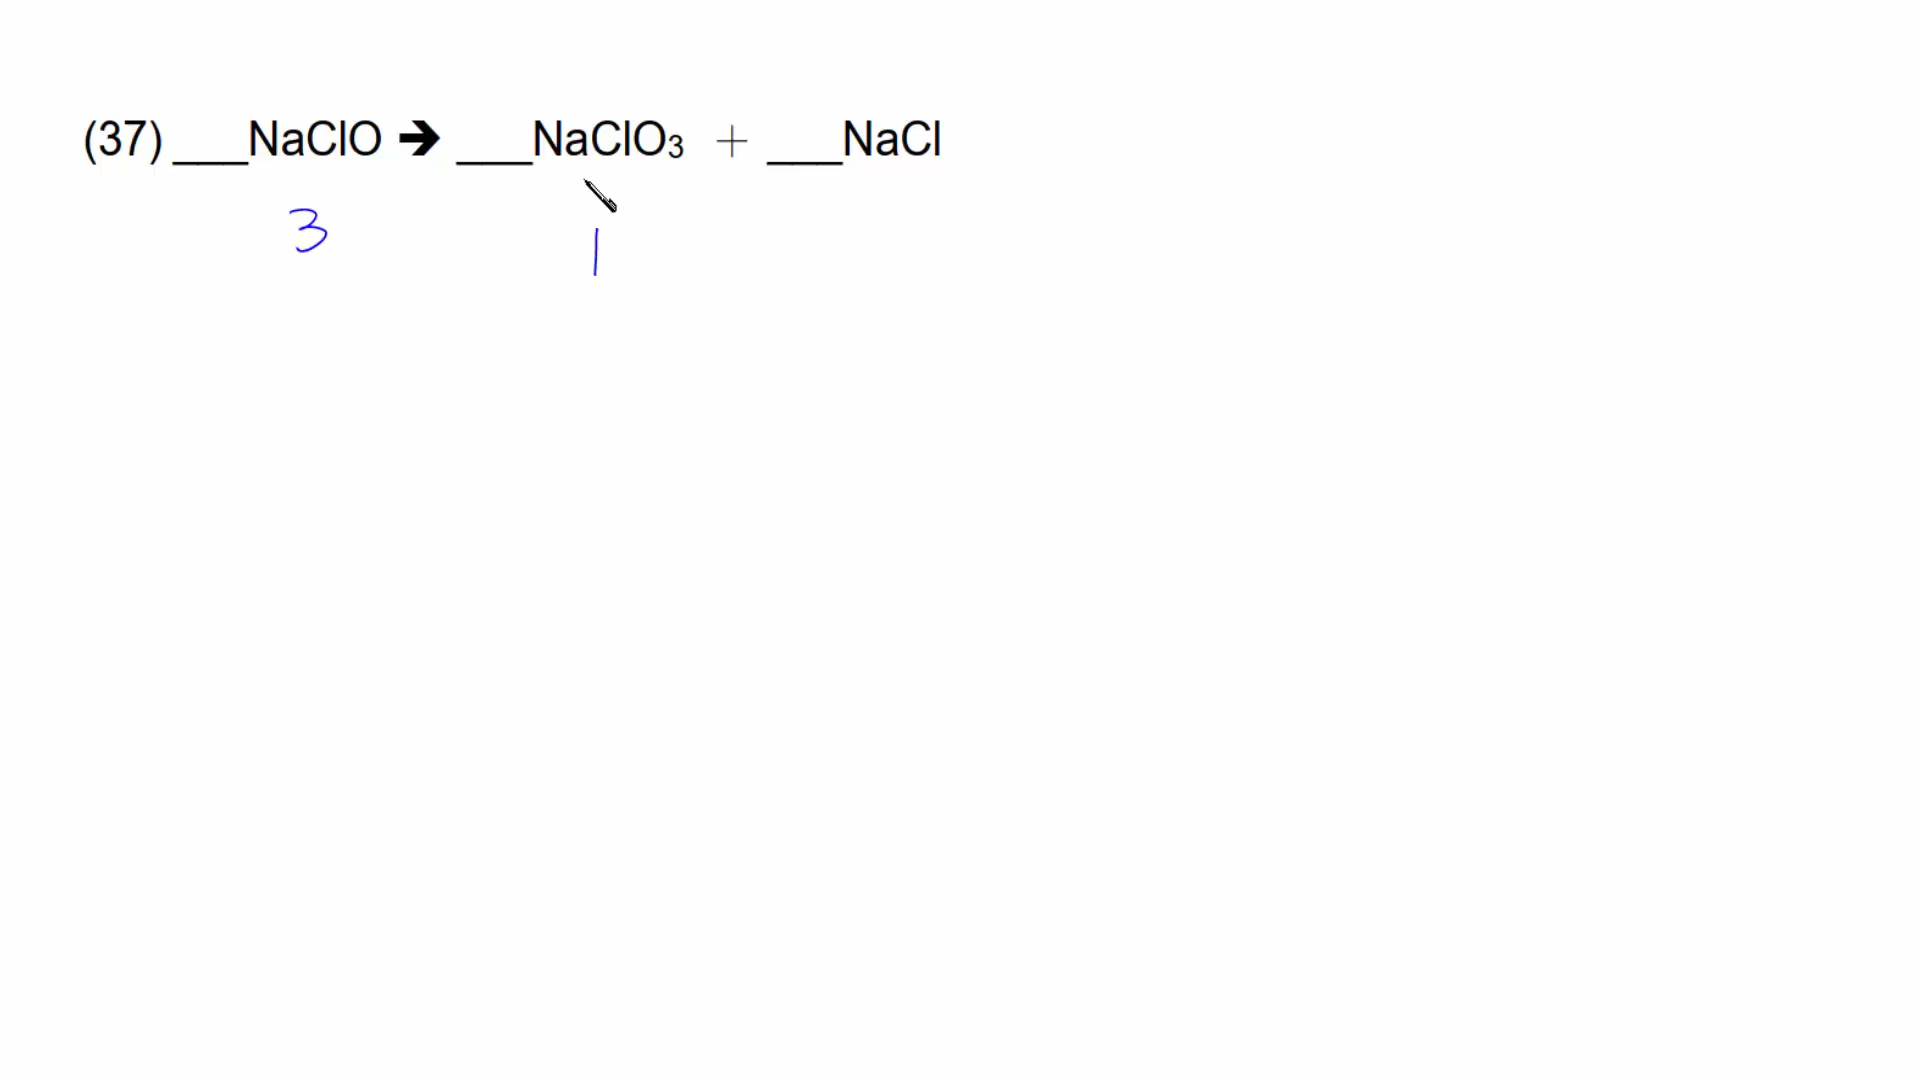 (37) ___NaClO ➔ ___NaClO₃ + ___NaCl
3 1